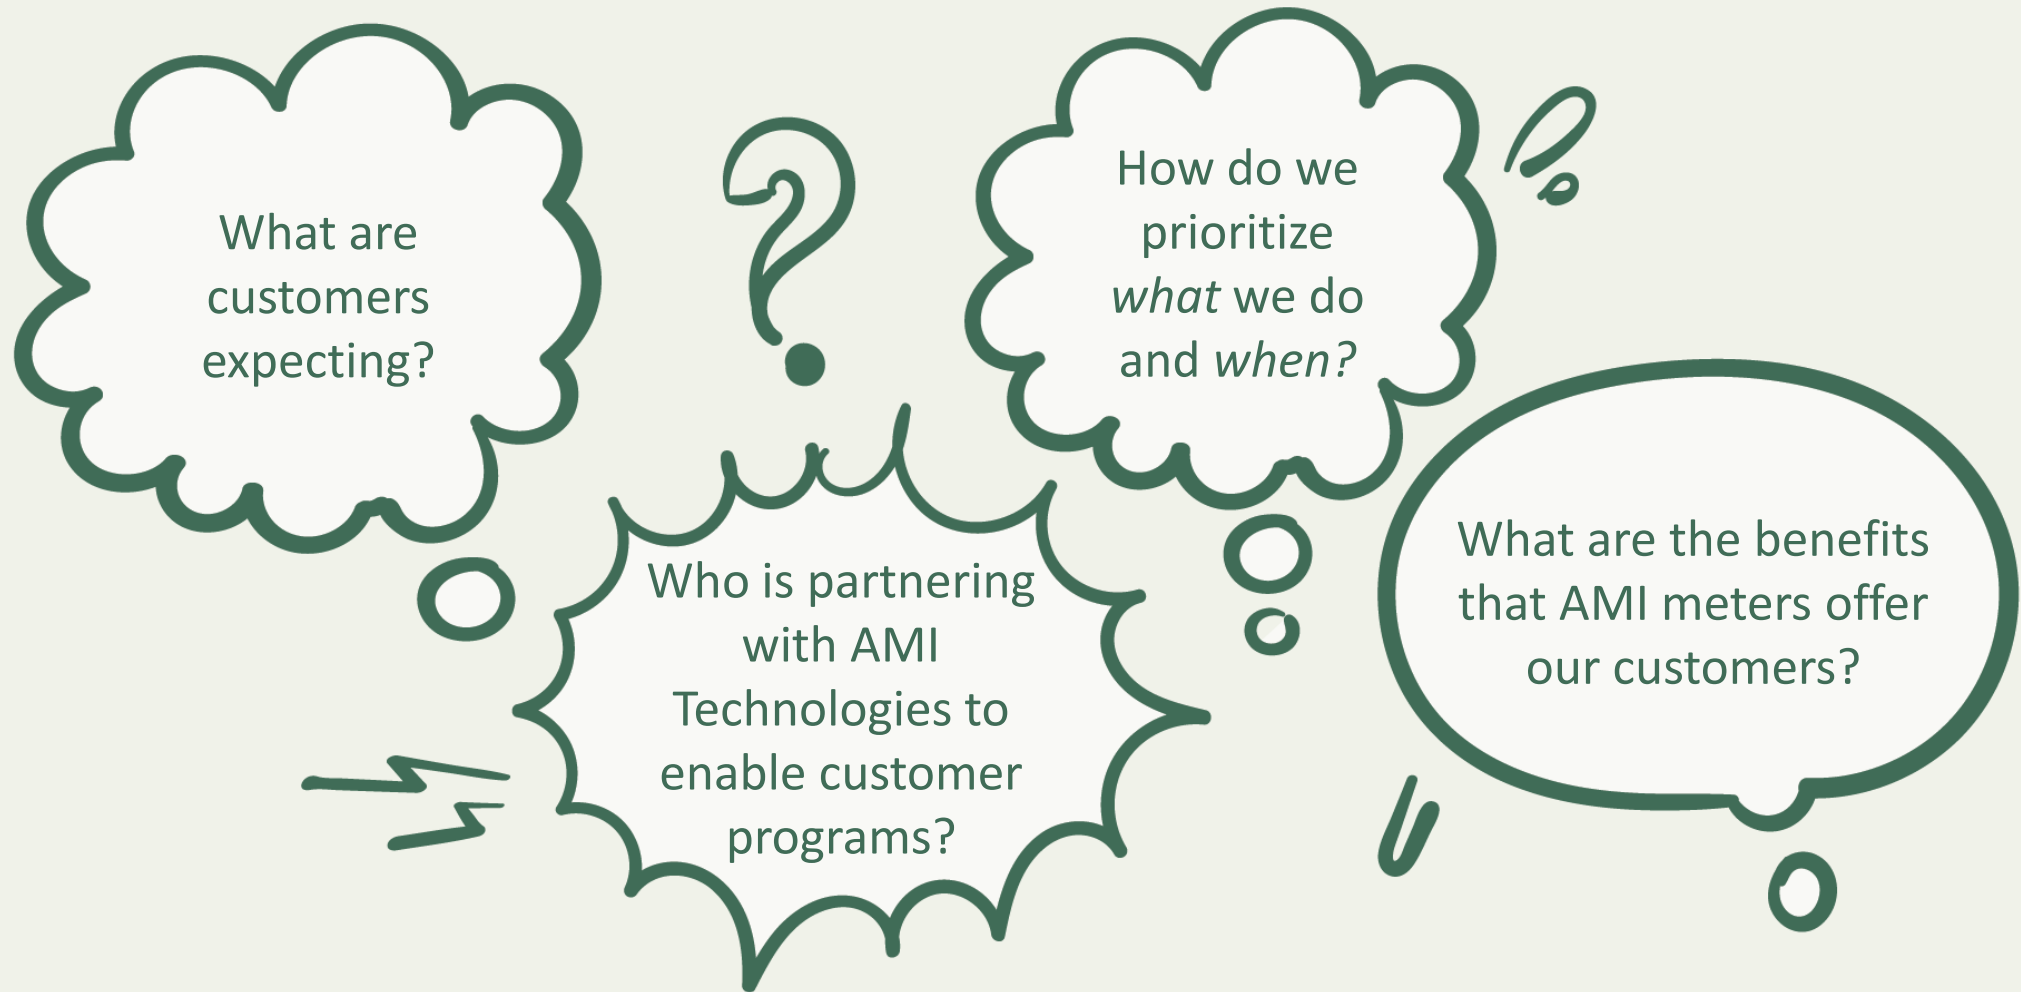 What are
customers
expecting?
How do we
prioritize
what we do
and when?
Who is partnering
with AMI
Technologies to
enable customer
programs?
What are the benefits
that AMI meters offer
our customers?